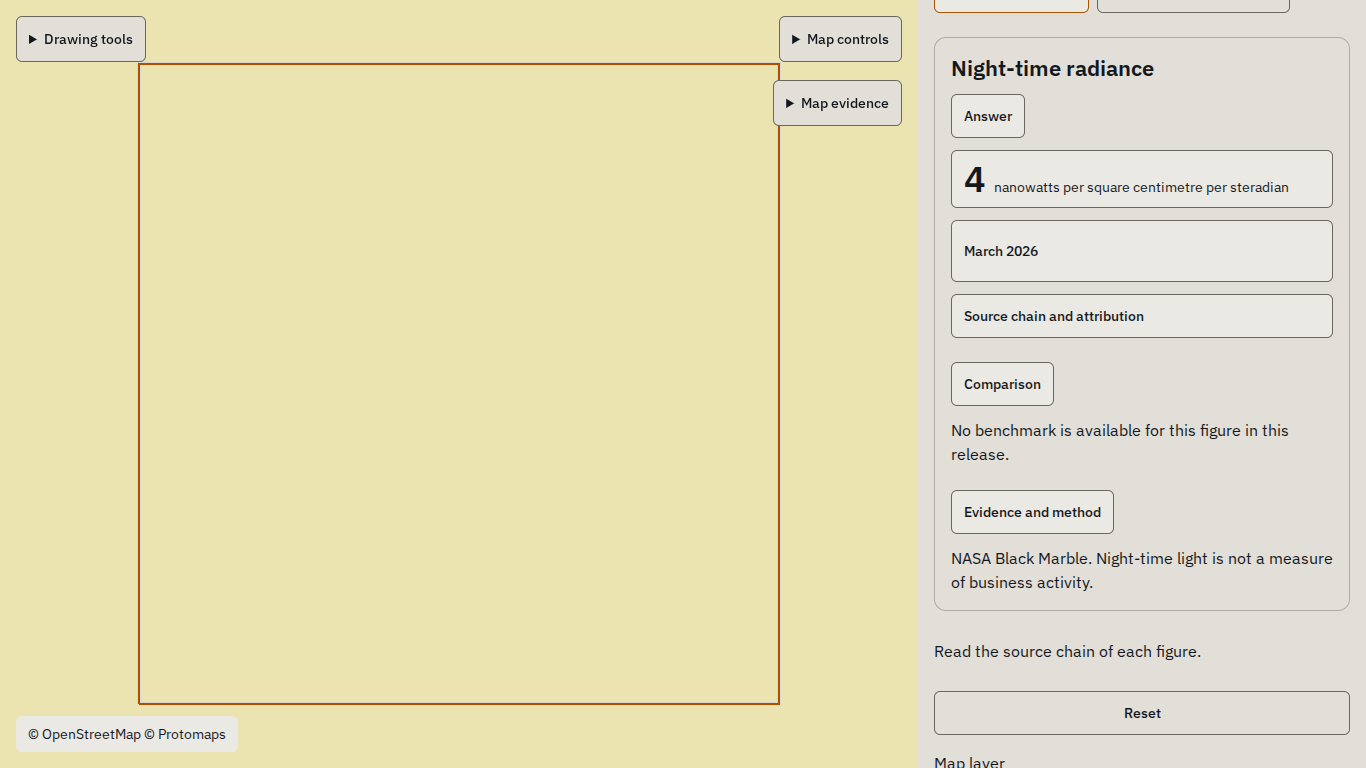 Drawing tools
Map controls
Map evidence
© OpenStreetMap © Protomaps
Night-time radiance
Answer
4 nanowatts per square centimetre per steradian
March 2026
Source chain and attribution
Comparison
No benchmark is available for this figure in this
release.
Evidence and method
NASA Black Marble. Night-time light is not a measure
of business activity.
Read the source chain of each figure.
Reset
Map layer